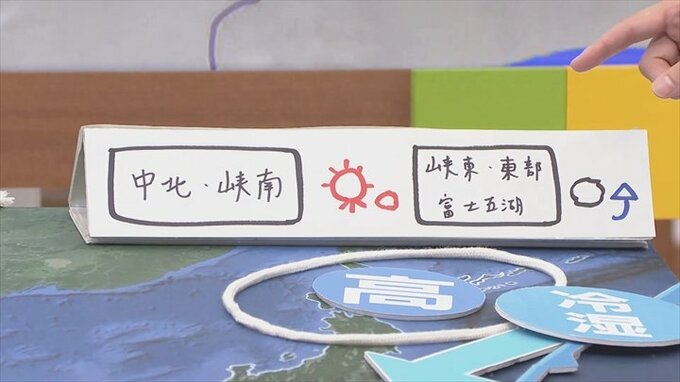 中北・峡南
峡東・東部
富士五湖
高
冷湿